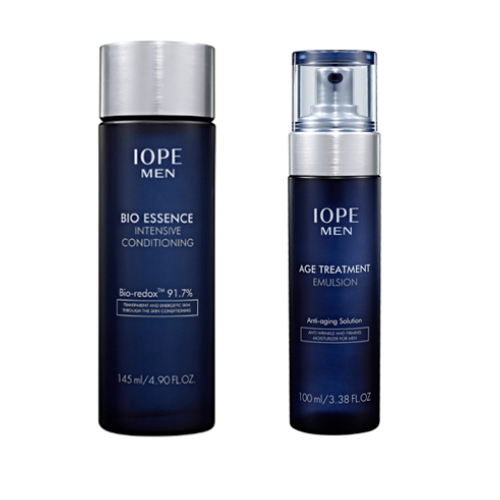 IOPE
MEN
BIO ESSENCE
INTENSIVE
CONDITIONING
Bio-redox™ 91.7%
TRANSPARENT AND ENERGETIC SKIN
THROUGH THE SKIN CONDITIONING
145 ml/4.90 FL.OZ.
IOPE
MEN
AGE TREATMENT
EMULSION
Anti-aging Solution
ANTI-WRINKLE AND FIRMING
MOISTURIZER FOR MEN
100 ml/3.38 FL.OZ